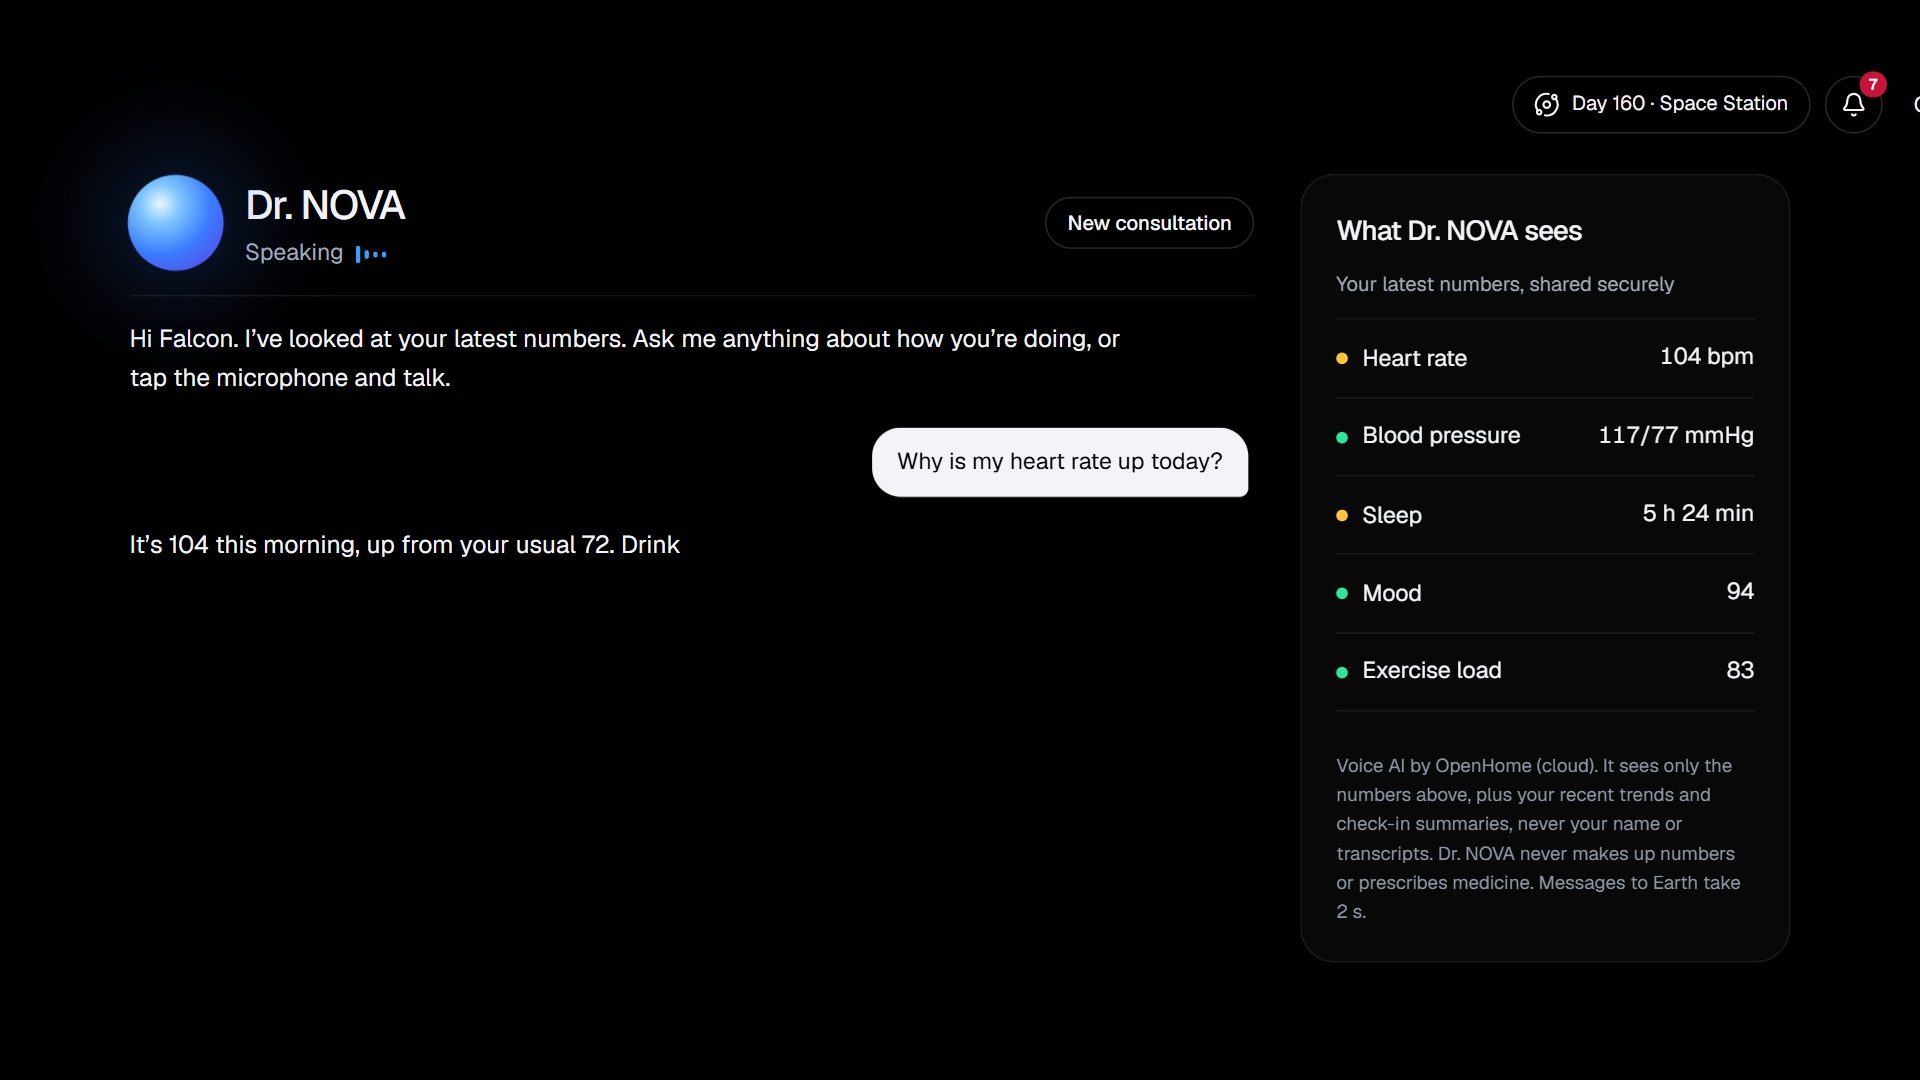 Day 160 · Space Station
7
Dr. NOVA
Speaking
New consultation
Hi Falcon. I’ve looked at your latest numbers. Ask me anything about how you’re doing, or
tap the microphone and talk.
Why is my heart rate up today?
It’s 104 this morning, up from your usual 72. Drink
What Dr. NOVA sees
Your latest numbers, shared securely
Heart rate 104 bpm
Blood pressure 117/77 mmHg
Sleep 5 h 24 min
Mood 94
Exercise load 83
Voice AI by OpenHome (cloud). It sees only the
numbers above, plus your recent trends and
check-in summaries, never your name or
transcripts. Dr. NOVA never makes up numbers
or prescribes medicine. Messages to Earth take
2 s.